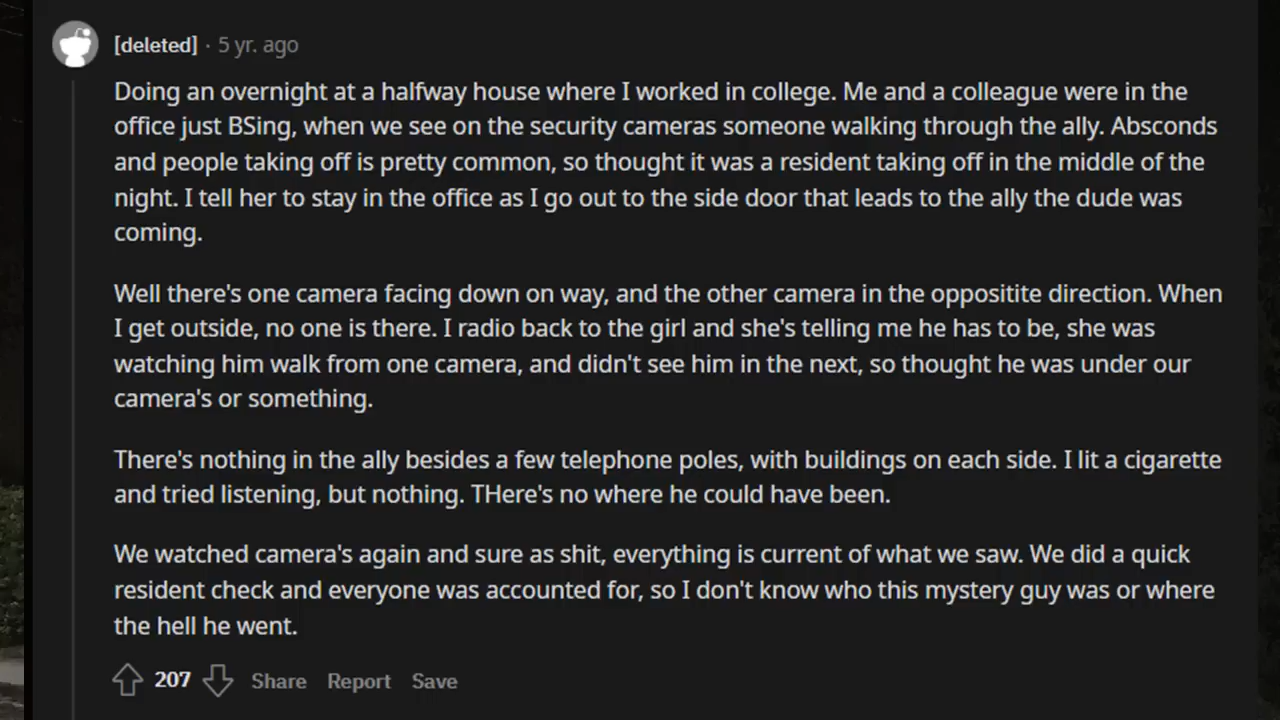 [deleted] · 5 yr. ago
Doing an overnight at a halfway house where I worked in college. Me and a colleague were in the
office just BSing, when we see on the security cameras someone walking through the ally. Absconds
and people taking off is pretty common, so thought it was a resident taking off in the middle of the
night. I tell her to stay in the office as I go out to the side door that leads to the ally the dude was
coming.
Well there's one camera facing down on way, and the other camera in the oppositite direction. When
I get outside, no one is there. I radio back to the girl and she's telling me he has to be, she was
watching him walk from one camera, and didn't see him in the next, so thought he was under our
camera's or something.
There's nothing in the ally besides a few telephone poles, with buildings on each side. I lit a cigarette
and tried listening, but nothing. THere's no where he could have been.
We watched camera's again and sure as shit, everything is current of what we saw. We did a quick
resident check and everyone was accounted for, so I don't know who this mystery guy was or where
the hell he went.
207 Share Report Save